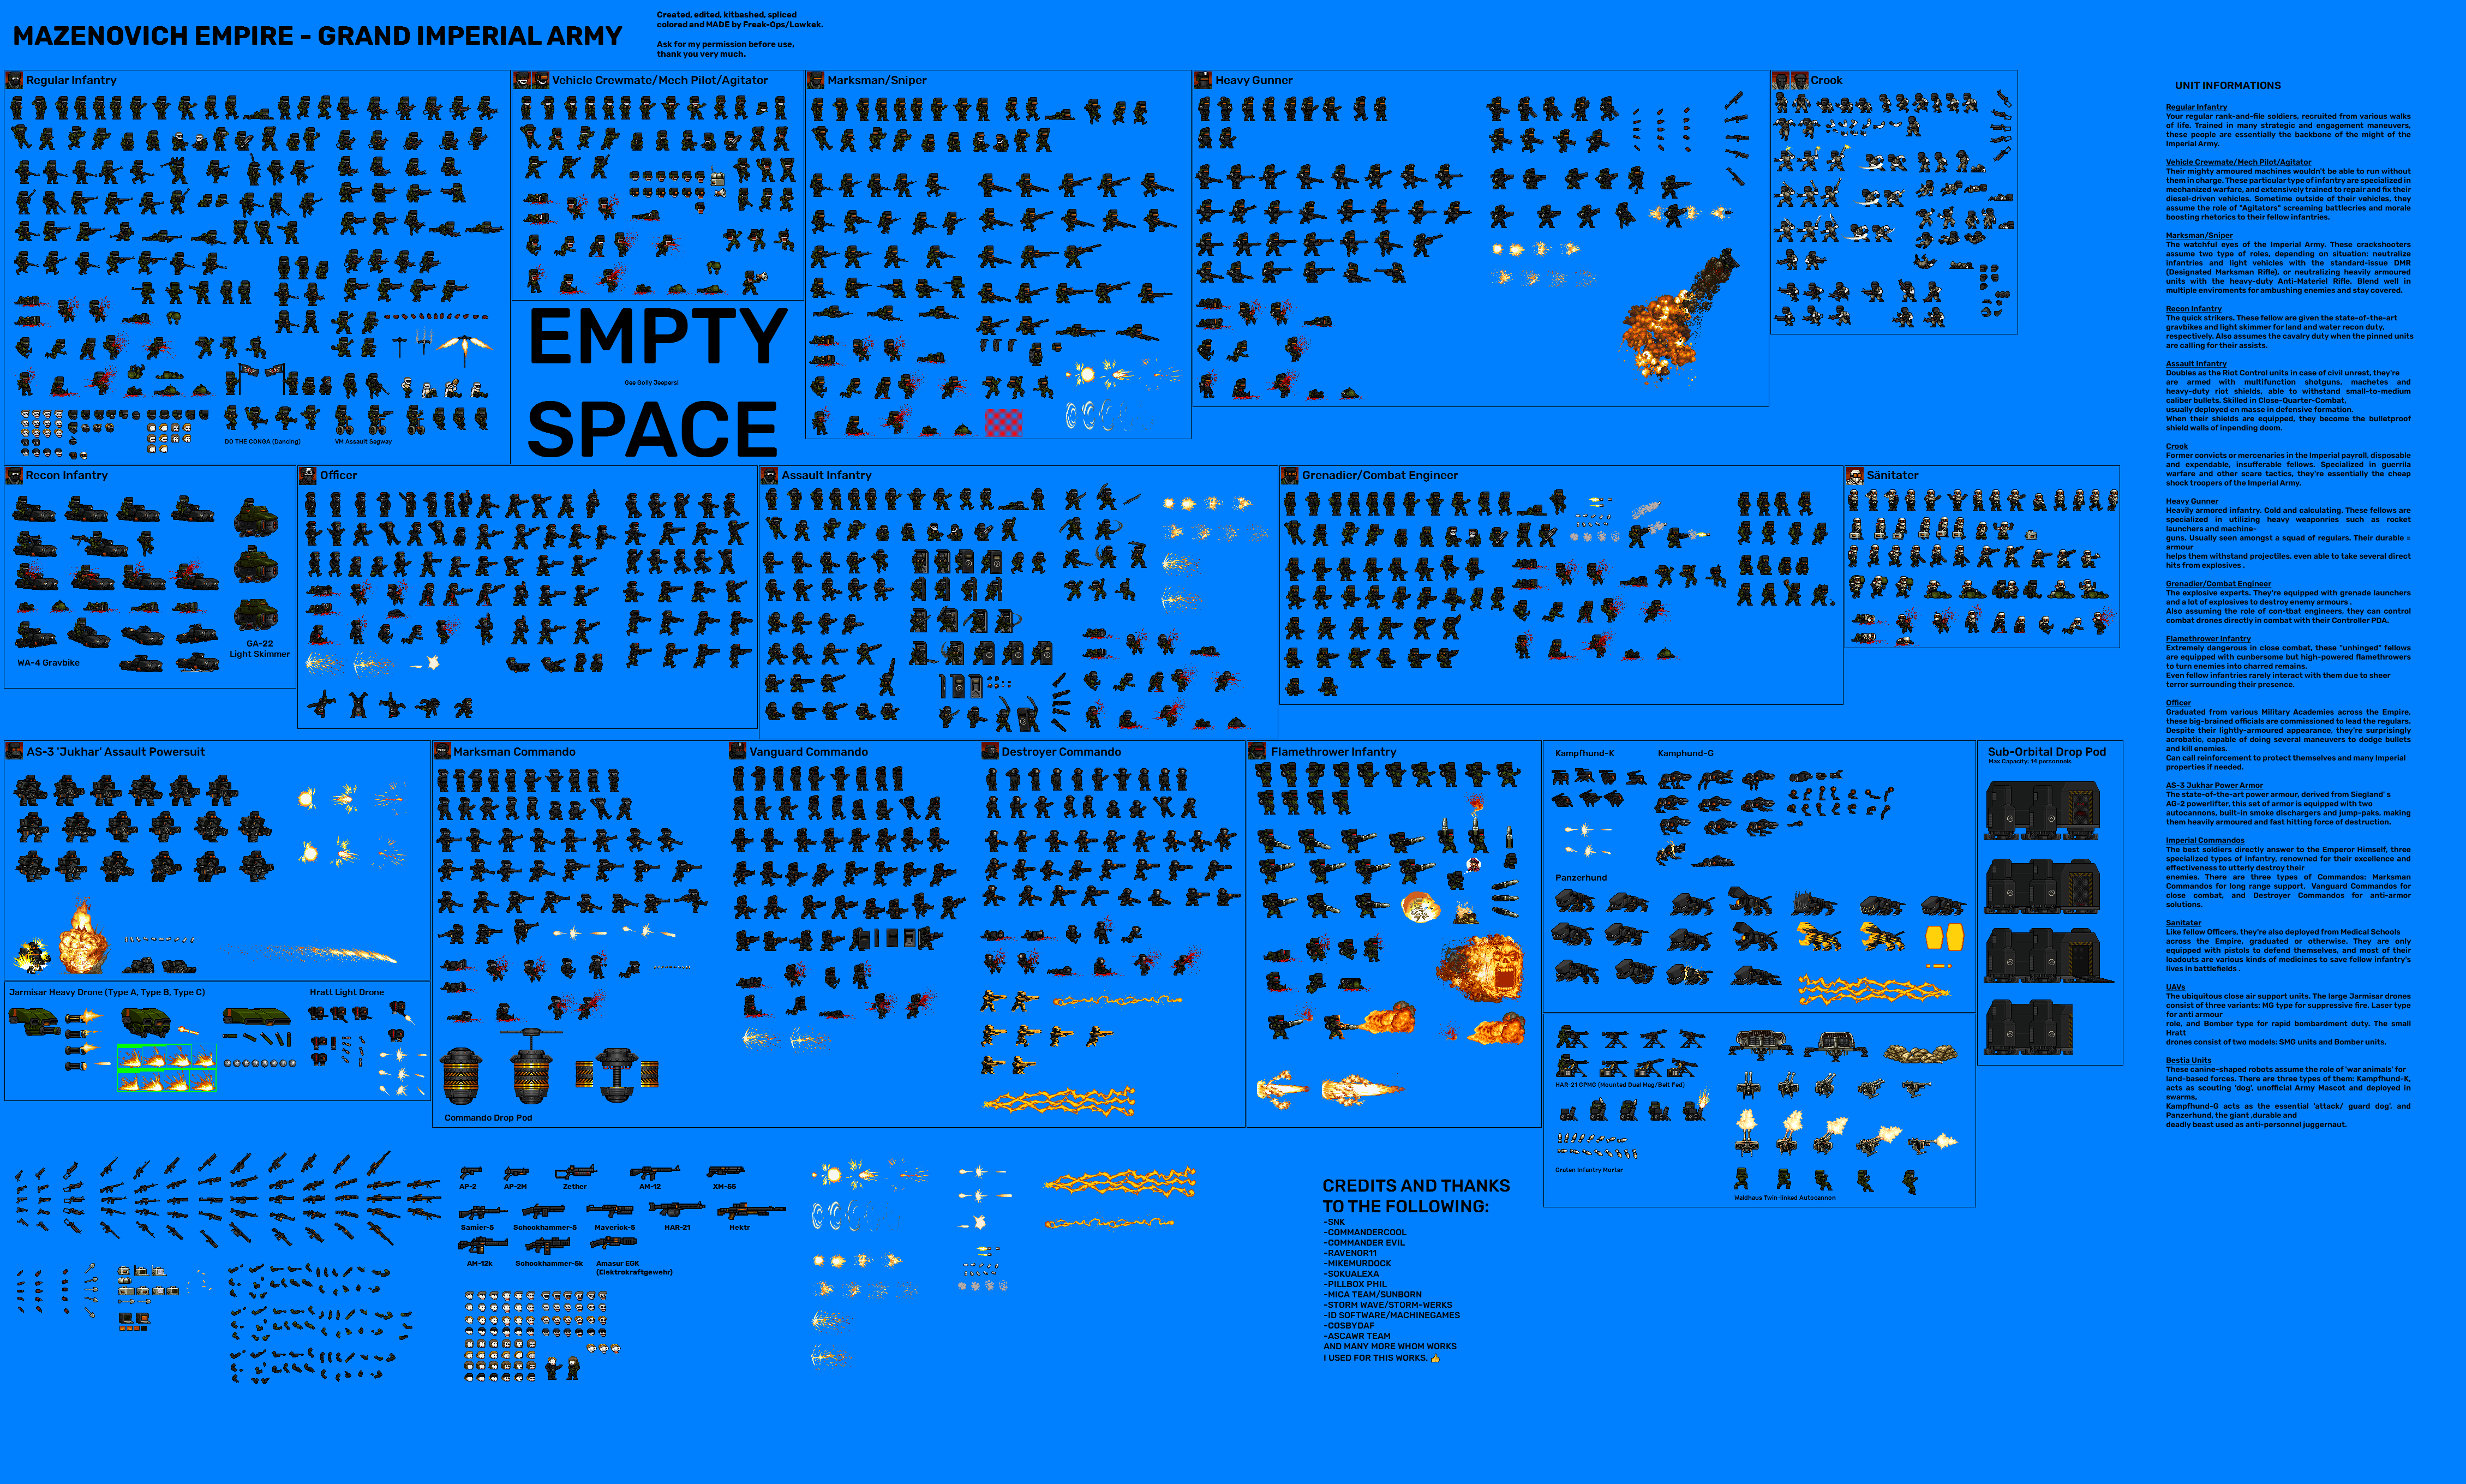 MAZENOVICH EMPIRE - GRAND IMPERIAL ARMY
Created, edited, kitbashed, spliced
colored and MADE by Freak-Ops/Lowkek.
Ask for my permission before use,
thank you very much.
Regular Infantry
Vehicle Crewmate/Mech Pilot/Agitator
Marksman/Sniper
Heavy Gunner
Crook
DO THE CONGA (Dancing)
VM Assault Segway
EMPTY
Gee Golly Jeepers!
SPACE
Recon Infantry
Officer
Assault Infantry
Grenadier/Combat Engineer
Sänitater
WA-4 Gravbike
GA-22
Light Skimmer
AS-3 'Jukhar' Assault Powersuit
Marksman Commando
Vanguard Commando
Destroyer Commando
Flamethrower Infantry
Kampfhund-K
Kamphund-G
Sub-Orbital Drop Pod
Max Capacity: 14 personnels
Panzerhund
Jarmisar Heavy Drone (Type A, Type B, Type C)
Hratt Light Drone
Commando Drop Pod
HAR-21 GPMG (Mounted Dual Mag/Belt Fed)
Gratan Infantry Mortar
Waldhaus Twin-linked Autocannon
AP-2
AP-2M
Zether
AM-12
XM-55
Samier-5
Schockhammer-5
Maverick-5
HAR-21
Hektr
AM-12k
Schockhammer-5k
Amasur EGK
(Elektrokraftgewehr)
CREDITS AND THANKS
TO THE FOLLOWING:
-SNK
-COMMANDERCOOL
-COMMANDER EVIL
-RAVENOR11
-MIKEMURDOCK
-SOKUALEXA
-PILLBOX PHIL
-MICA TEAM/SUNBORN
-STORM WAVE/STORM-WERKS
-ID SOFTWARE/MACHINEGAMES
-COSBYDAF
-ASCAWR TEAM
AND MANY MORE WHOM WORKS
I USED FOR THIS WORKS. 👍
UNIT INFORMATIONS
Regular Infantry
Your regular rank-and-file soldiers, recruited from various walks
of life. Trained in many strategic and engagement maneuvers,
these people are essentially the backbone of the might of the
Imperial Army.
Vehicle Crewmate/Mech Pilot/Agitator
Their mighty armoured machines wouldn't be able to run without
them in charge. These particular type of infantry are specialized in
mechanized warfare, and extensively trained to repair and fix their
diesel-driven vehicles. Sometime outside of their vehicles, they
assume the role of "Agitators" screaming battlecries and morale
boosting rhetorics to their fellow infantries.
Marksman/Sniper
The watchful eyes of the Imperial Army. These crackshooters
assume two type of roles, depending on situation: neutralize
infantries and light vehicles with the standard-issue DMR
(Designated Marksman Rifle), or neutralizing heavily armoured
units with the heavy-duty Anti-Materiel Rifle. Blend well in
multiple enviroments for ambushing enemies and stay covered.
Recon Infantry
The quick strikers. These fellow are given the state-of-the-art
gravbikes and light skimmer for land and water recon duty.
respectively. Also assumes the cavalry duty when the pinned units
are calling for their assists.
Assault Infantry
Doubles as the Riot Control units in case of civil unrest, they're
are armed with multifunction shotguns, machetes and
heavy-duty riot shields, able to withstand small-to-medium
caliber bullets. Skilled in Close-Quarter-Combat,
usually deployed en masse in defensive formation.
When their shields are equipped, they become the bulletproof
shield walls of inpending doom.
Crook
Former convicts or mercenaries in the Imperial payroll, disposable
and expendable, insufferable fellows. Specialized in guerrila
warfare and other scare tactics, they're essentially the cheap
shock troopers of the Imperial Army.
Heavy Gunner
Heavily armored infantry. Cold and calculating. These fellows are
specialized in utilizing heavy weaponries such as rocket
launchers and machine-
guns. Usually seen amongst a squad of regulars. Their durable =
armour
helps them withstand projectiles, even able to take several direct
hits from explosives .
Grenadier/Combat Engineer
The explosive experts. They're equipped with grenade launchers
and a lot of explosives to destroy enemy armours .
Also assuming the role of con-tbat engineers, they can control
combat drones directly in combat with their Controller PDA.
Flamethrower Infantry
Extremely dangerous in close combat, these "unhinged" fellows
are equipped with cunbersome but high-powered flamethrowers
to turn enemies into charred remains.
Even fellow infantries rarely interact with them due to sheer
terror surrounding their presence.
Officer
Graduated from various Military Academies across the Empire,
these big-brained officials are commissioned to lead the regulars.
Despite their lightly-armoured appearance, they're surprisingly
acrobatic, capable of doing several maneuvers to dodge bullets
and kill enemies.
Can call reinforcement to protect themselves and many Imperial
properties if needed.
AS-3 Jukhar Power Armor
The state-of-the-art power armour, derived from Siegland' s
AG-2 powerlifter, this set of armor is equipped with two
autocannons, built-in smoke dischargers and jump-paks, making
them heavily armoured and fast hitting force of destruction.
Imperial Commandos
The best soldiers directly answer to the Emperor Himself, three
specialized types of infantry, renowned for their excellence and
effectiveness to utterly destroy their
enemies. There are three types of Commandos: Marksman
Commandos for long range support, Vanguard Commandos for
close combat, and Destroyer Commandos for anti-armor
solutions.
Sanitater
Like fellow Officers, they're also deployed from Medical Schools
across the Empire, graduated or otherwise. They are only
equipped with pistols to defend themselves, and most of their
loadouts are various kinds of medicines to save fellow infantry's
lives in battlefields .
UAVs
The ubiquitous close air support units. The large Jarmisar drones
consist of three variants: MG type for suppressive fire, Laser type
for anti armour
role, and Bomber type for rapid bombardment duty. The small
Hratt
drones consist of two models: SMG units and Bomber units.
Bestia Units
These canine-shaped robots assume the role of 'war animals' for
land-based forces. There are three types of them: Kampfhund-K,
acts as scouting 'dog', unofficial Army Mascot and deployed in
swarms,
Kampfhund-G acts as the essential 'attack/ guard dog', and
Panzerhund, the giant ,durable and
deadly beast used as anti-personnel juggernaut.